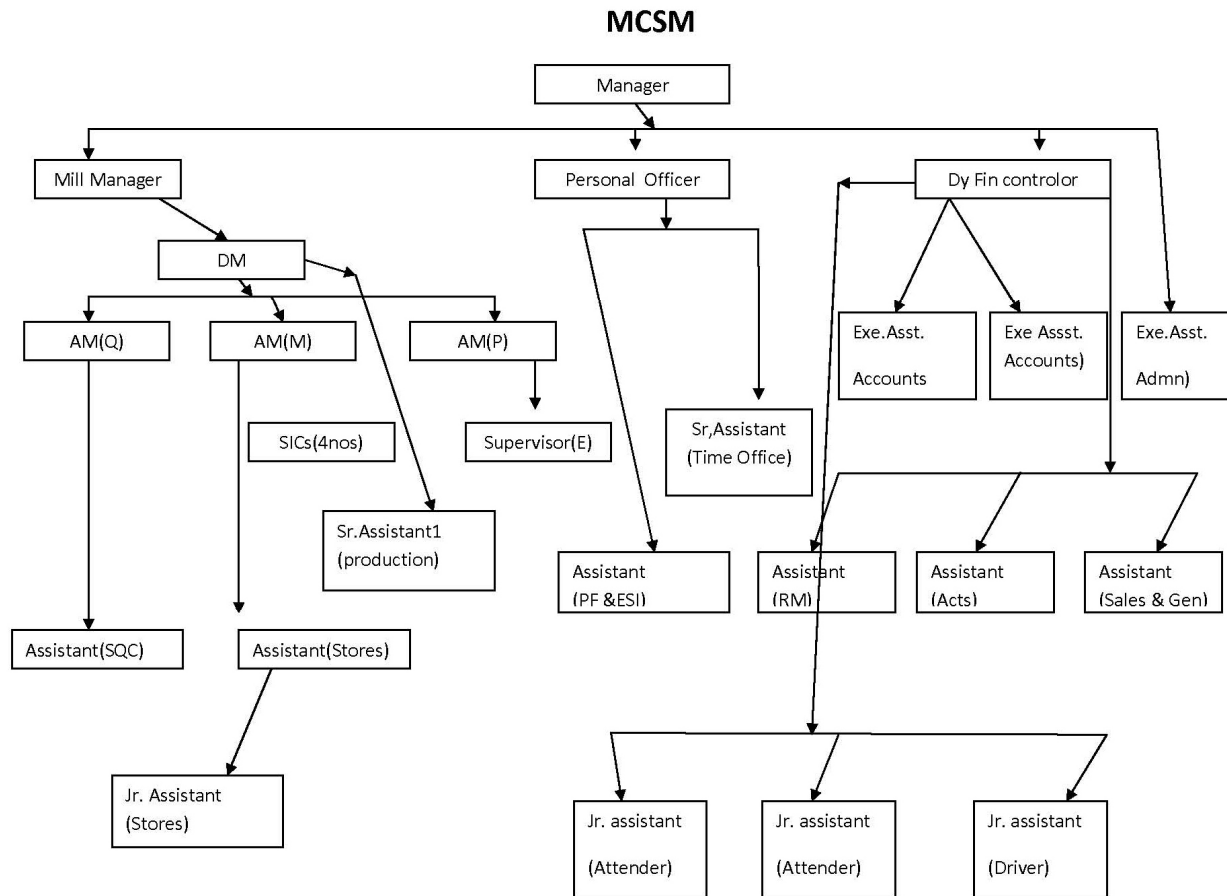 MCSM
Manager
Mill Manager
Personal Officer
Dy Fin controlor
DM
AM(Q)
AM(M)
AM(P)
Exe.Asst.
Accounts
Exe Assst.
Accounts)
Exe.Asst.
Admn)
SICs(4nos)
Supervisor(E)
Sr,Assistant
(Time Office)
Sr.Assistant1
(production)
Assistant
(PF &ESI)
Assistant
(RM)
Assistant
(Acts)
Assistant
(Sales & Gen)
Assistant(SQC)
Assistant(Stores)
Jr. Assistant
(Stores)
Jr. assistant
(Attender)
Jr. assistant
(Attender)
Jr. assistant
(Driver)